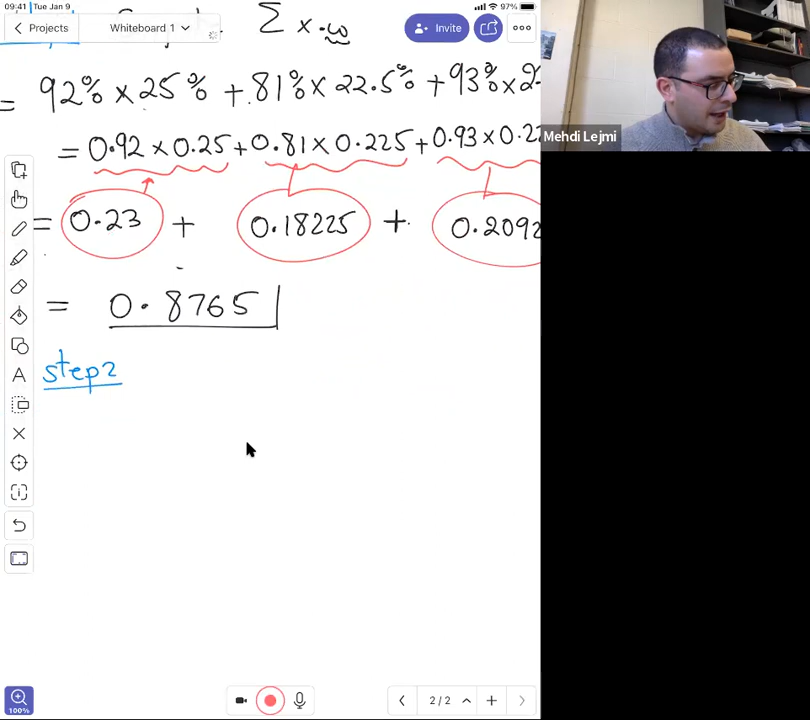 09:41 Tue Jan 9 97%
Projects Whiteboard 1 Invite
Σ x·w
= 92% × 25% + 81% × 22.5% + 93% × 2
= 0.92 × 0.25 + 0.81 × 0.225 + 0.93 × 0.2
= 0.23 + 0.18225 + 0.2092
= 0.8765
step2
Mehdi Lejmi
100% 2/2